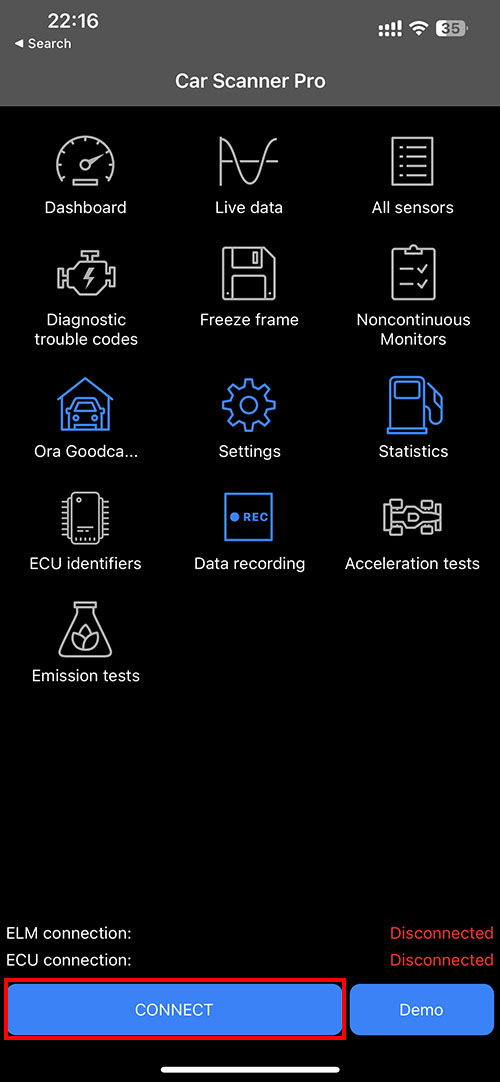 22:16
◀ Search
35
Car Scanner Pro
Dashboard
Live data
All sensors
Diagnostic
trouble codes
Freeze frame
Noncontinuous
Monitors
Ora Goodca...
Settings
Statistics
ECU identifiers
REC
Data recording
Acceleration tests
Emission tests
ELM connection: Disconnected
ECU connection: Disconnected
CONNECT
Demo